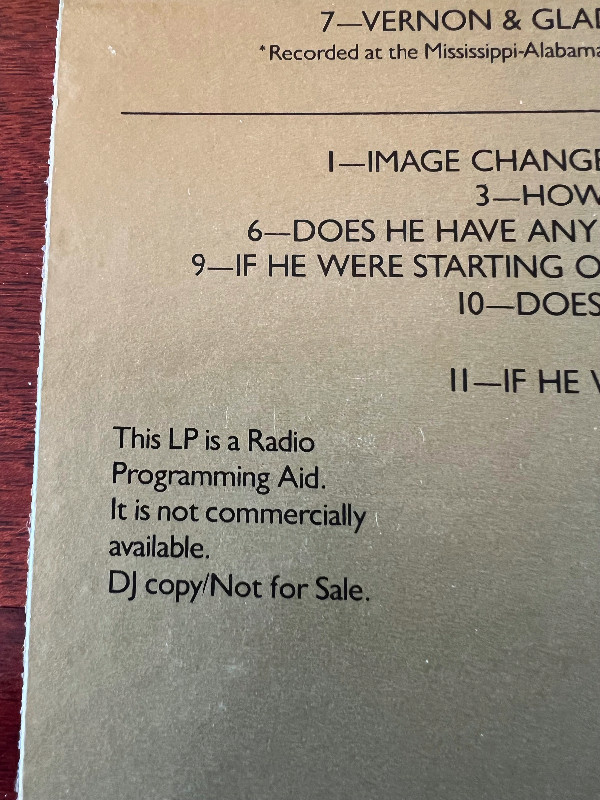 7—VERNON & GLAD
*Recorded at the Mississippi-Alabama
1—IMAGE CHANGE
3—HOW
6—DOES HE HAVE ANY
9—IF HE WERE STARTING O
10—DOES
11—IF HE
This LP is a Radio
Programming Aid.
It is not commercially
available.
DJ copy/Not for Sale.